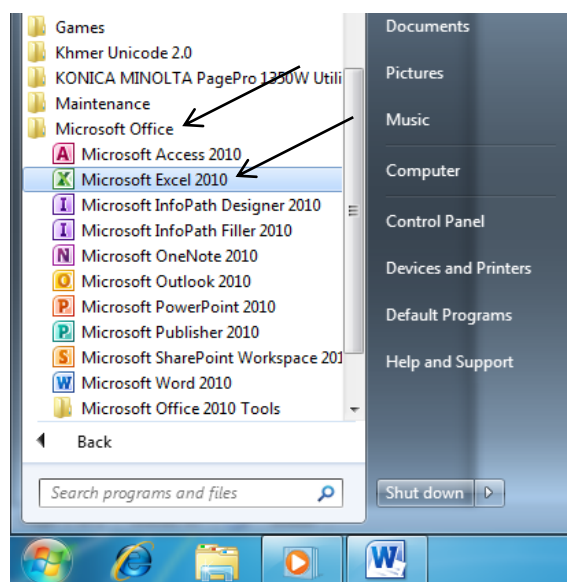 Games
Khmer Unicode 2.0
KONICA MINOLTA PagePro 1350W Utili
Maintenance
Microsoft Office
Microsoft Access 2010
Microsoft Excel 2010
Microsoft InfoPath Designer 2010
Microsoft InfoPath Filler 2010
Microsoft OneNote 2010
Microsoft Outlook 2010
Microsoft PowerPoint 2010
Microsoft Publisher 2010
Microsoft SharePoint Workspace 201
Microsoft Word 2010
Microsoft Office 2010 Tools
Back
Search programs and files
Documents
Pictures
Music
Computer
Control Panel
Devices and Printers
Default Programs
Help and Support
Shut down